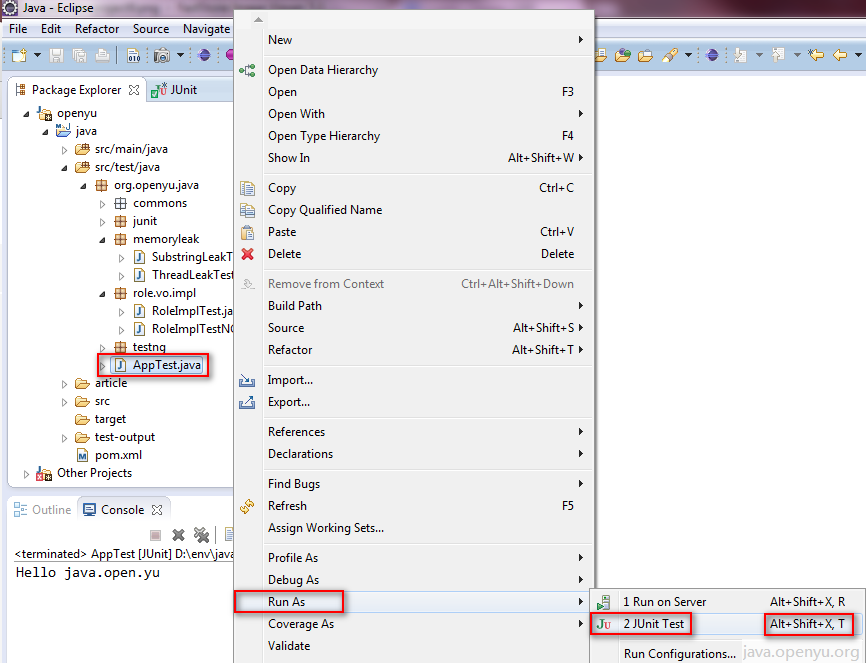 Java - Eclipse
File Edit Refactor Source Navigate
Package Explorer
JUnit
openyu
java
src/main/java
src/test/java
org.openyu.java
commons
junit
memoryleak
SubstringLeakT
ThreadLeakTest
role.vo.impl
RoleImplTest.ja
RoleImplTestNG
testng
AppTest.java
article
src
target
test-output
pom.xml
Other Projects
Outline
Console
<terminated> AppTest [JUnit] D:\env\java
Hello java.open.yu
New
Open Data Hierarchy
Open F3
Open With
Open Type Hierarchy F4
Show In Alt+Shift+W
Copy Ctrl+C
Copy Qualified Name
Paste Ctrl+V
Delete Delete
Remove from Context Ctrl+Alt+Shift+Down
Build Path
Source Alt+Shift+S
Refactor Alt+Shift+T
Import...
Export...
References
Declarations
Find Bugs
Refresh F5
Assign Working Sets...
Profile As
Debug As
Run As
Coverage As
Validate
1 Run on Server Alt+Shift+X, R
2 JUnit Test Alt+Shift+X, T
Run Configurations...
java.openyu.org